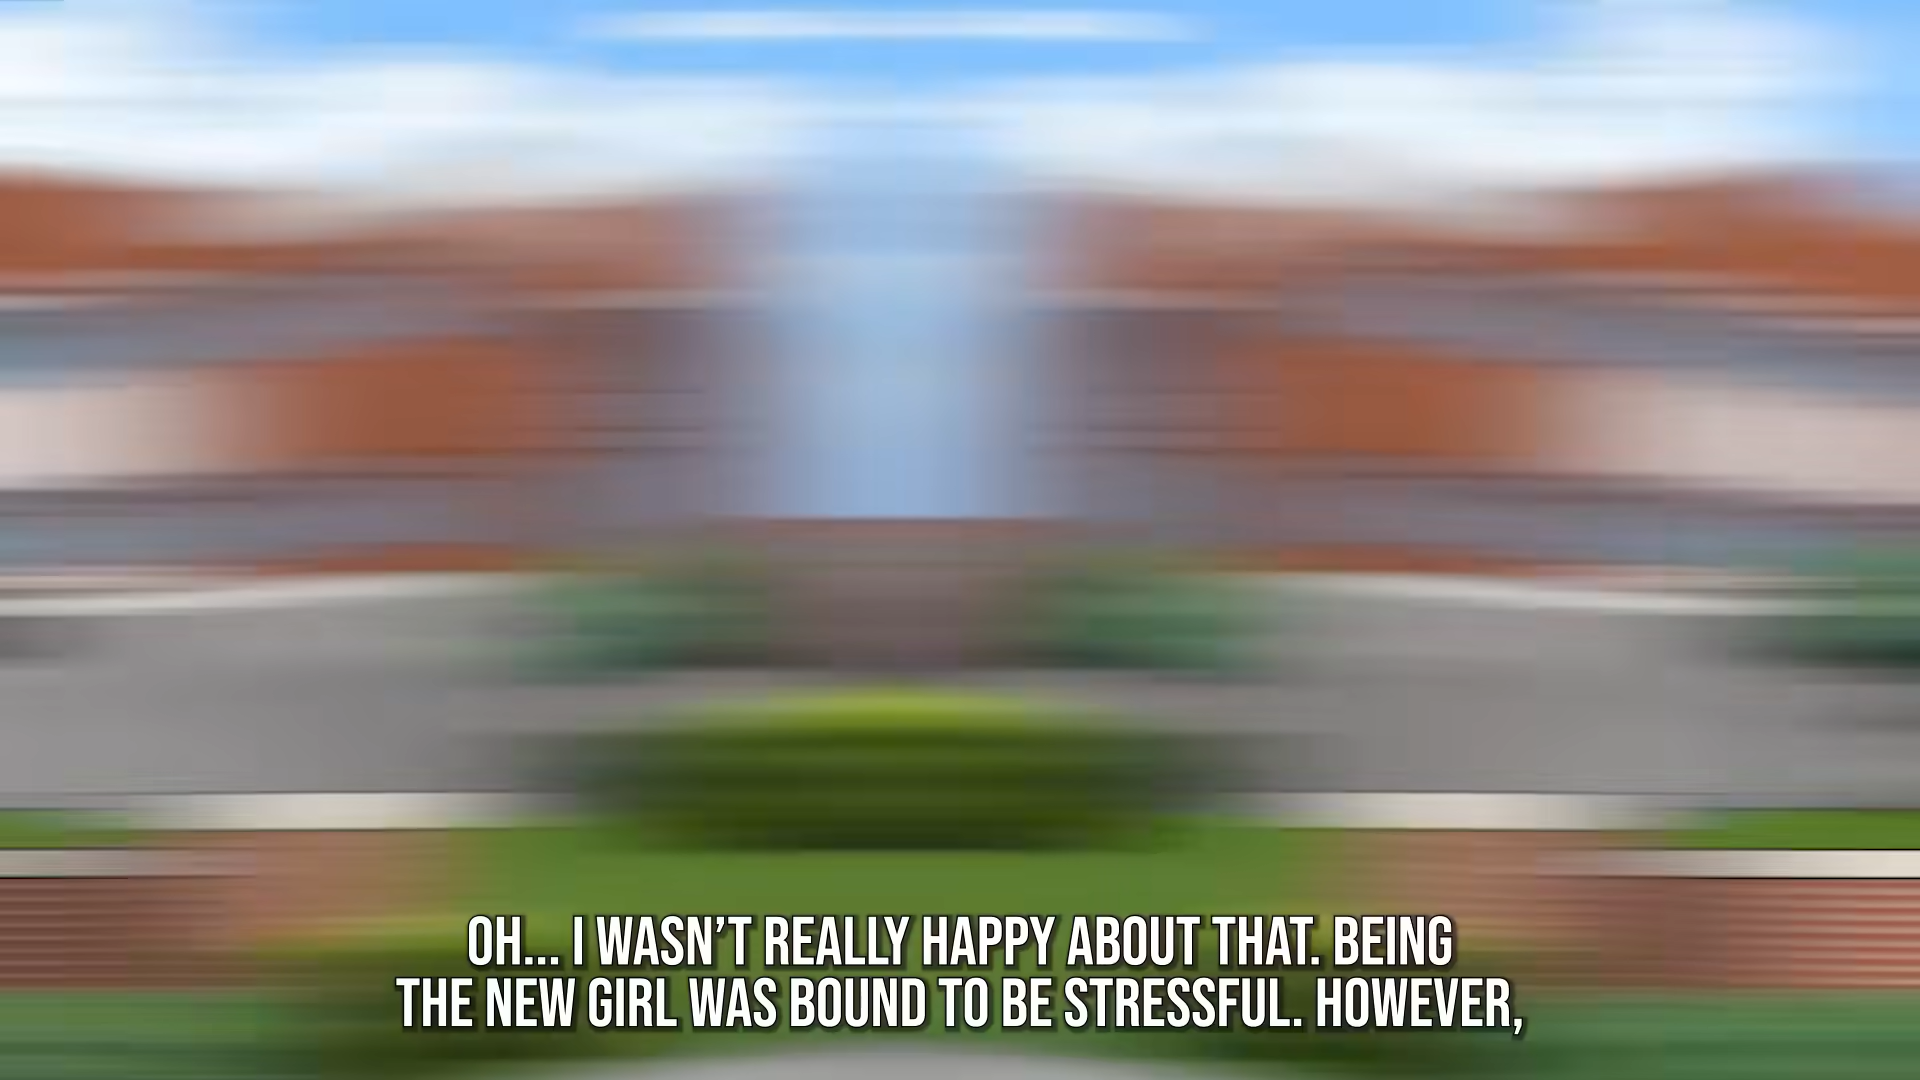 OH... I WASN’T REALLY HAPPY ABOUT THAT. BEING
THE NEW GIRL WAS BOUND TO BE STRESSFUL. HOWEVER,